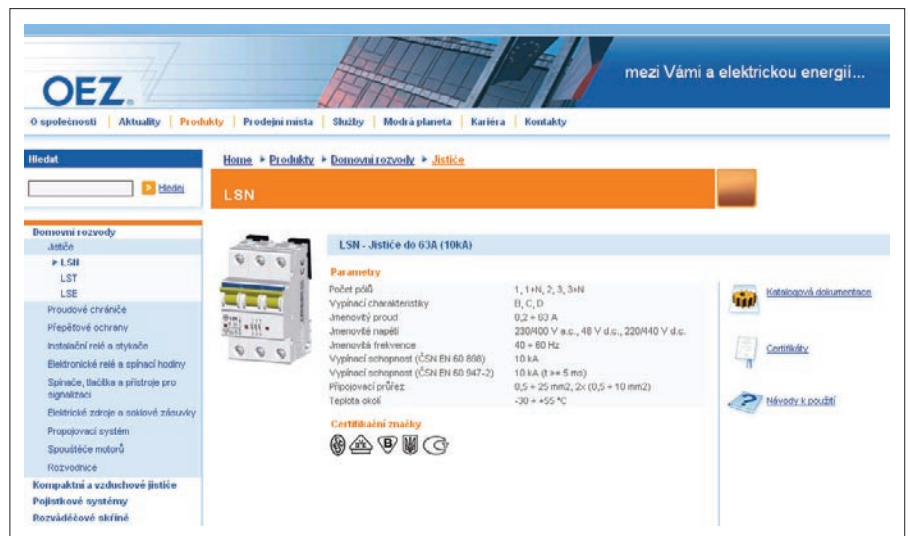 OEZ.
mezi Vámi a elektrickou energií...
O společnosti | Aktuality | Produkty | Prodejní místa | Služby | Modrá planeta | Kariéra | Kontakty
Hledat
Hledej
Home ▸ Produkty ▸ Domovní rozvody ▸ Jističe
LSN
Domovní rozvody
Jističe
▸ LSN
LST
LSE
Proudové chrániče
Přepěťové ochrany
Instalační relé a stykače
Elektronické relé a spínací hodiny
Spínače, tlačítka a přístroje pro
signalizaci
Elektrické zdroje a soklové zásuvky
Propojovací systém
Spouštěče motorů
Rozvodnice
Kompaktní a vzduchové jističe
Pojistkové systémy
Rozváděčové skříně
LSN - Jističe do 63A (10kA)
Parametry
Počet pólů 1, 1+N, 2, 3, 3+N
Vypínací charakteristiky B, C, D
Jmenovitý proud 0,2 ÷ 63 A
Jmenovité napětí 230/400 V a.c., 48 V d.c., 220/440 V d.c.
Jmenovitá frekvence 40 ÷ 60 Hz
Vypínací schopnost (ČSN EN 60 898) 10 kA
Vypínací schopnost (ČSN EN 60 947-2) 10 kA (t >= 5 ms)
Připojovací průřez 0,5 ÷ 25 mm2, 2x (0,5 ÷ 10 mm2)
Teplota okolí -30 ÷ +55 °C
Certifikační značky
Katalogová dokumentace
Certifikáty
Návody k použití